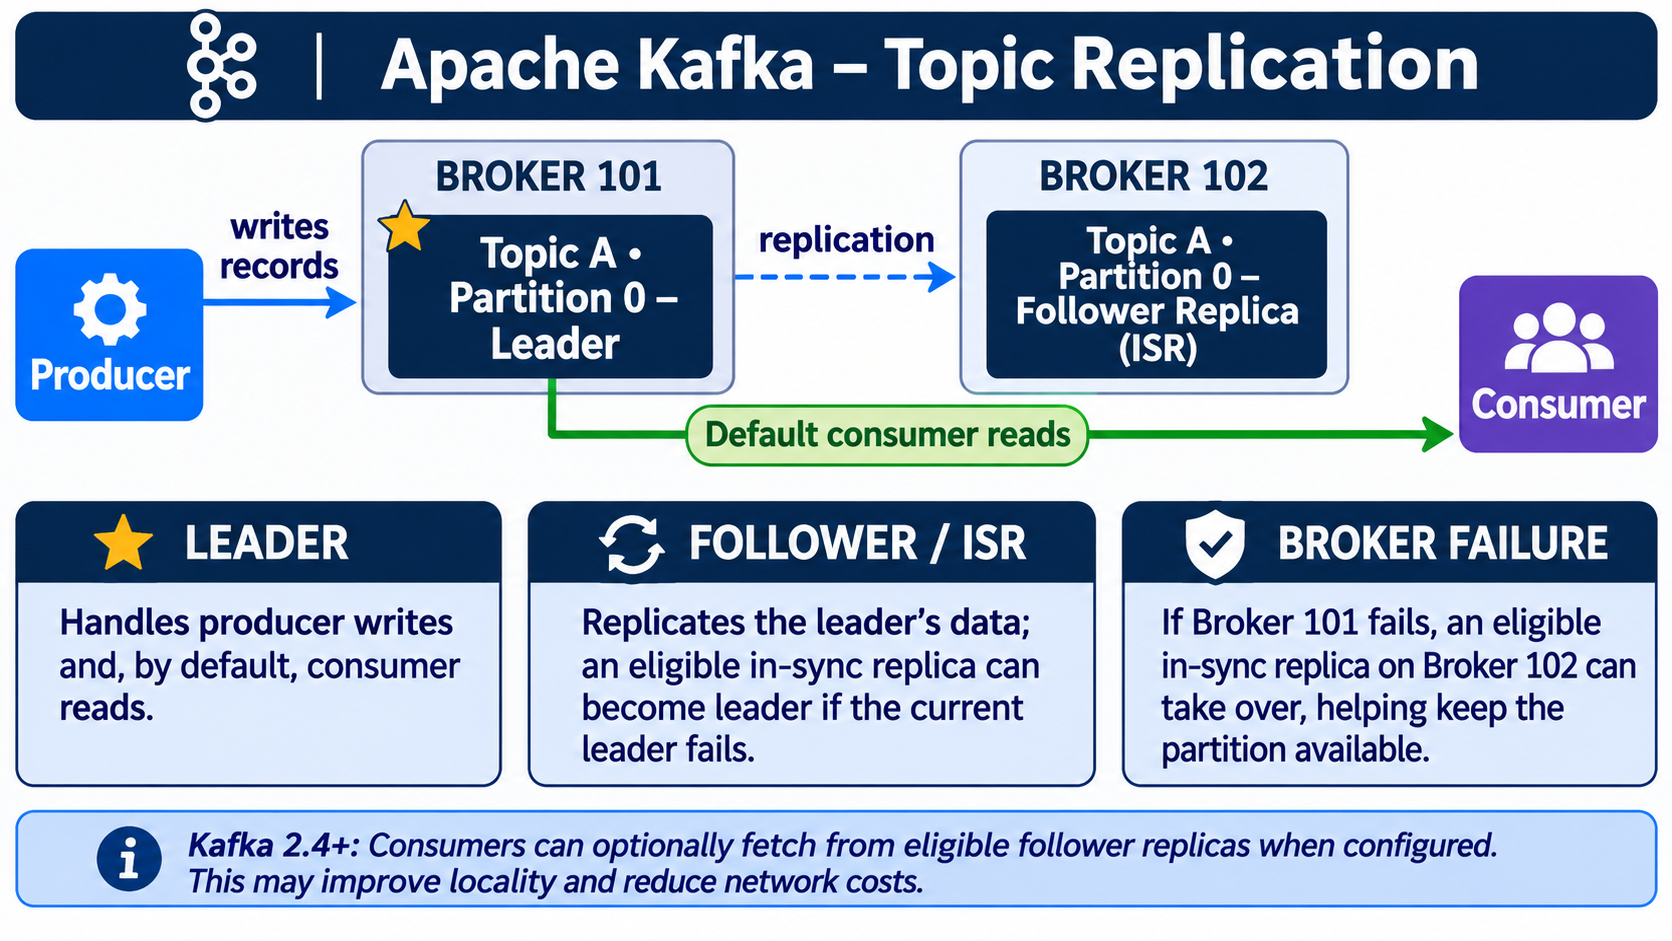 Apache Kafka – Topic Replication
BROKER 101
BROKER 102
writes
records
Topic A •
Partition 0 –
Leader
replication
Topic A •
Partition 0 –
Follower Replica
(ISR)
Producer
Consumer
Default consumer reads
LEADER
Handles producer writes
and, by default, consumer
reads.
FOLLOWER / ISR
Replicates the leader’s data;
an eligible in-sync replica can
become leader if the current
leader fails.
BROKER FAILURE
If Broker 101 fails, an eligible
in-sync replica on Broker 102 can
take over, helping keep the
partition available.
Kafka 2.4+: Consumers can optionally fetch from eligible follower replicas when configured.
This may improve locality and reduce network costs.